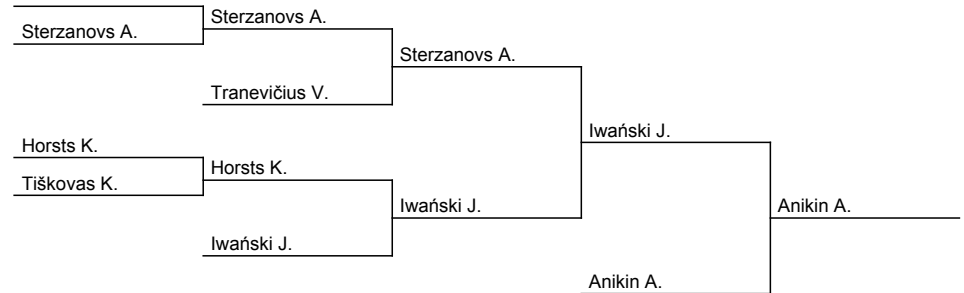 Sterzanovs A.
Sterzanovs A.
Sterzanovs A.
Tranevičius V.
Iwański J.
Horsts K.
Horsts K.
Tiškovas K.
Iwański J.
Anikin A.
Iwański J.
Anikin A.